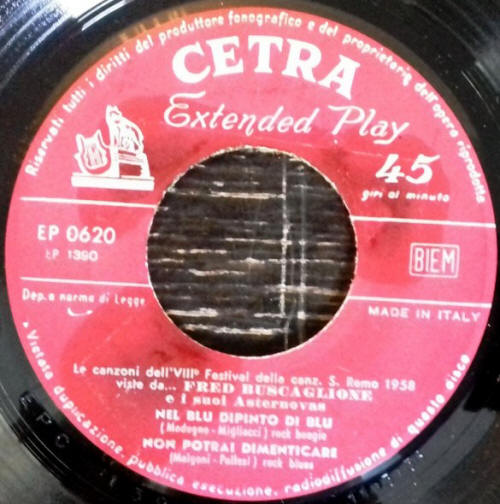 Riservati tutti i diritti del produttore fonografico e del proprietario dell'opera riprodotta
CETRA
Extended Play
45
giri al minuto
EP 0620
EP 1390
BIEM
Dep. a norma di Legge
MADE IN ITALY
Le canzoni dell'VIIIº Festival della canz. S. Remo 1958
viste da... FRED BUSCAGLIONE
e i suoi Asternovas
NEL BLU DIPINTO DI BLU
(Modugno - Migliacci) rock boogie
NON POTRAI DIMENTICARE
(Malgoni - Pallesi) rock blues
Vietata duplicazione, pubblica esecuzione, radiodiffusione di questo disco